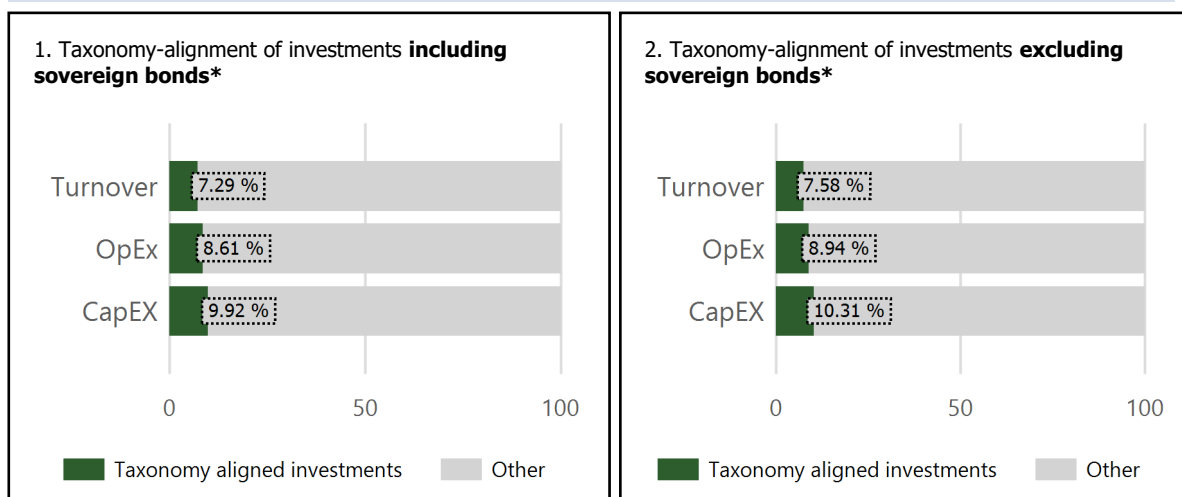 1. Taxonomy-alignment of investments including
sovereign bonds*
Turnover
7.29 %
OpEx
8.61 %
CapEX
9.92 %
0
50
100
Taxonomy aligned investments
Other
2. Taxonomy-alignment of investments excluding
sovereign bonds*
Turnover
7.58 %
OpEx
8.94 %
CapEX
10.31 %
0
50
100
Taxonomy aligned investments
Other